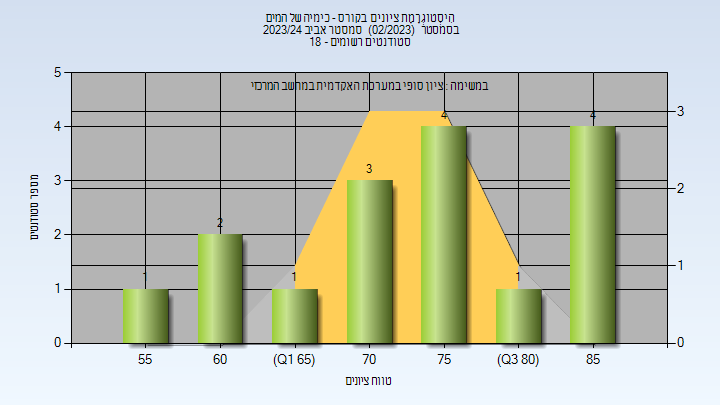 הִיסטוֹגְרָמַת ציונים בקורס - כימיה של המים
בסמסטר (02/2023) סמסטר אביב 2023/24
סטודנטים רשומים - 18
במשימה : ציון סופי במערכת האקדמית במחשב המרכזי
5
4
3
2
1
0
3
2
1
0
מספר סטודנטים
1
2
1
3
4
1
4
55
60
(Q1 65)
70
75
(Q3 80)
85
טווח ציונים